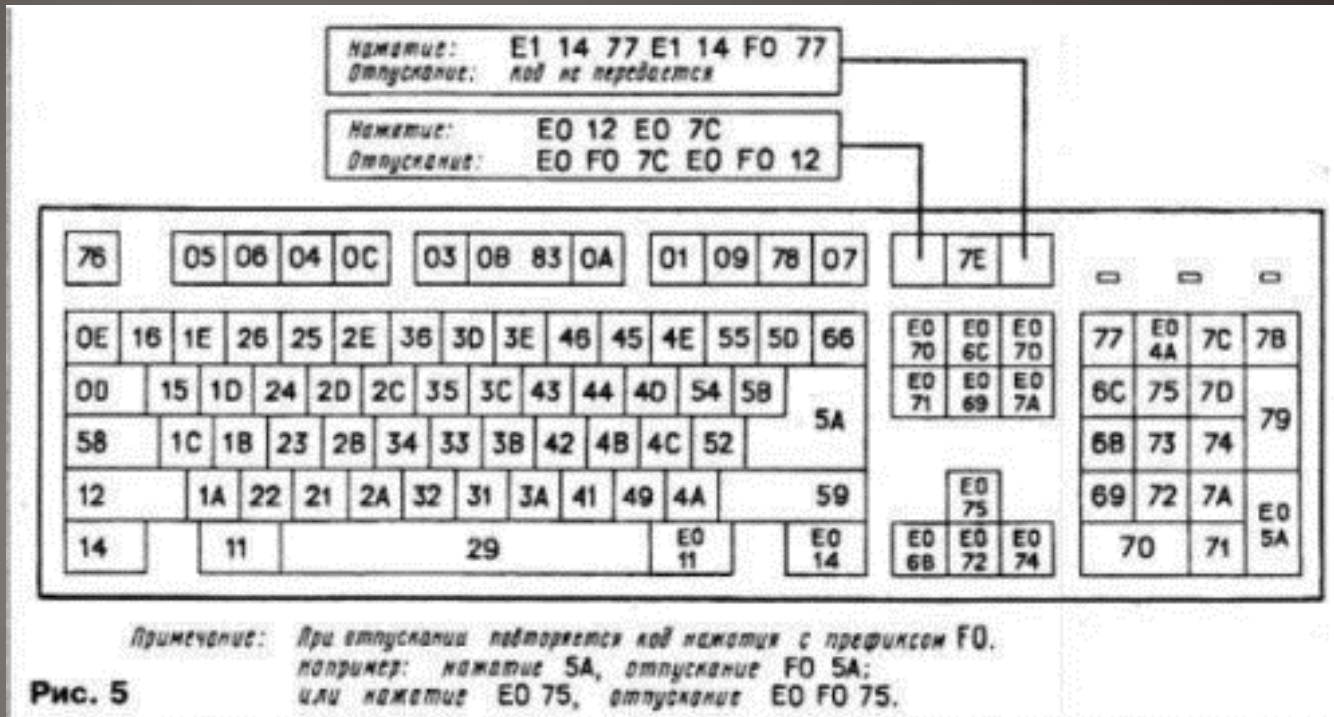 Нажатие: E1 14 77 E1 14 F0 77
Отпускание: код не передается
Нажатие: E0 12 E0 7C
Отпускание: E0 F0 7C E0 F0 12
76 05 06 04 0C 03 0B 83 0A 01 09 78 07 7E
0E 16 1E 26 25 2E 36 3D 3E 46 45 4E 55 5D 66 E0 70 E0 6C E0 7D 77 E0 4A 7C 7B
0D 15 1D 24 2D 2C 35 3C 43 44 4D 54 5B 5A E0 71 E0 69 E0 7A 6C 75 7D 79
58 1C 1B 23 2B 34 33 3B 42 4B 4C 52 6B 73 74
12 1A 22 21 2A 32 31 3A 41 49 4A 59 E0 75 69 72 7A E0 5A
14 11 29 E0 11 E0 14 E0 6B E0 72 E0 74 70 71
Примечание: При отпускании повторяется код нажатия с префиксом F0.
например: нажатие 5A, отпускание F0 5A;
или нажатие E0 75, отпускание E0 F0 75.
Рис. 5